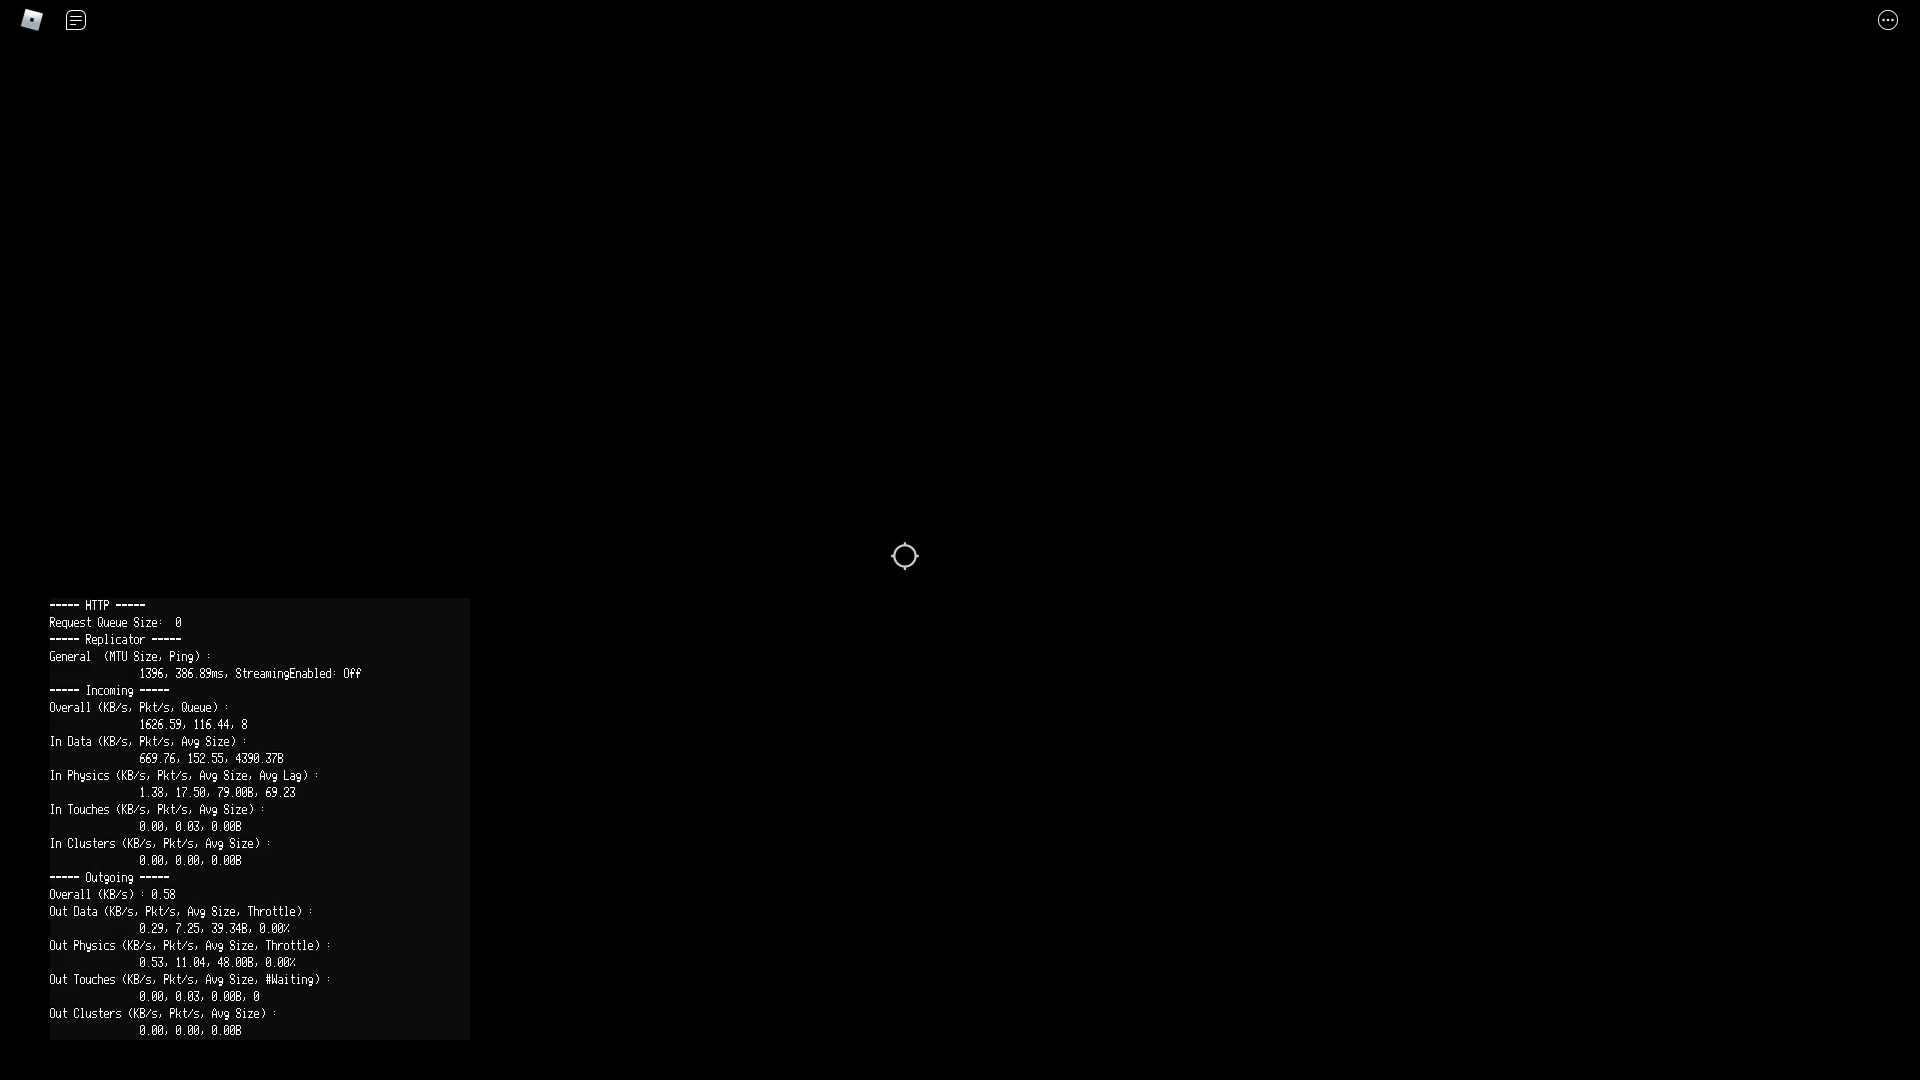 ----- HTTP -----
Request Queue Size:  0
----- Replicator -----
General  (MTU Size, Ping) :
1396, 386.89ms, StreamingEnabled: Off
----- Incoming -----
Overall (KB/s, Pkt/s, Queue) :
1626.59, 116.44, 8
In Data (KB/s, Pkt/s, Avg Size) :
669.76, 152.55, 4390.37B
In Physics (KB/s, Pkt/s, Avg Size, Avg Lag) :
1.38, 17.50, 79.00B, 69.23
In Touches (KB/s, Pkt/s, Avg Size) :
0.00, 0.03, 0.00B
In Clusters (KB/s, Pkt/s, Avg Size) :
0.00, 0.00, 0.00B
----- Outgoing -----
Overall (KB/s) : 0.58
Out Data (KB/s, Pkt/s, Avg Size, Throttle) :
0.29, 7.25, 39.34B, 0.00%
Out Physics (KB/s, Pkt/s, Avg Size, Throttle) :
0.53, 11.04, 48.00B, 0.00%
Out Touches (KB/s, Pkt/s, Avg Size, #Waiting) :
0.00, 0.03, 0.00B, 0
Out Clusters (KB/s, Pkt/s, Avg Size) :
0.00, 0.00, 0.00B